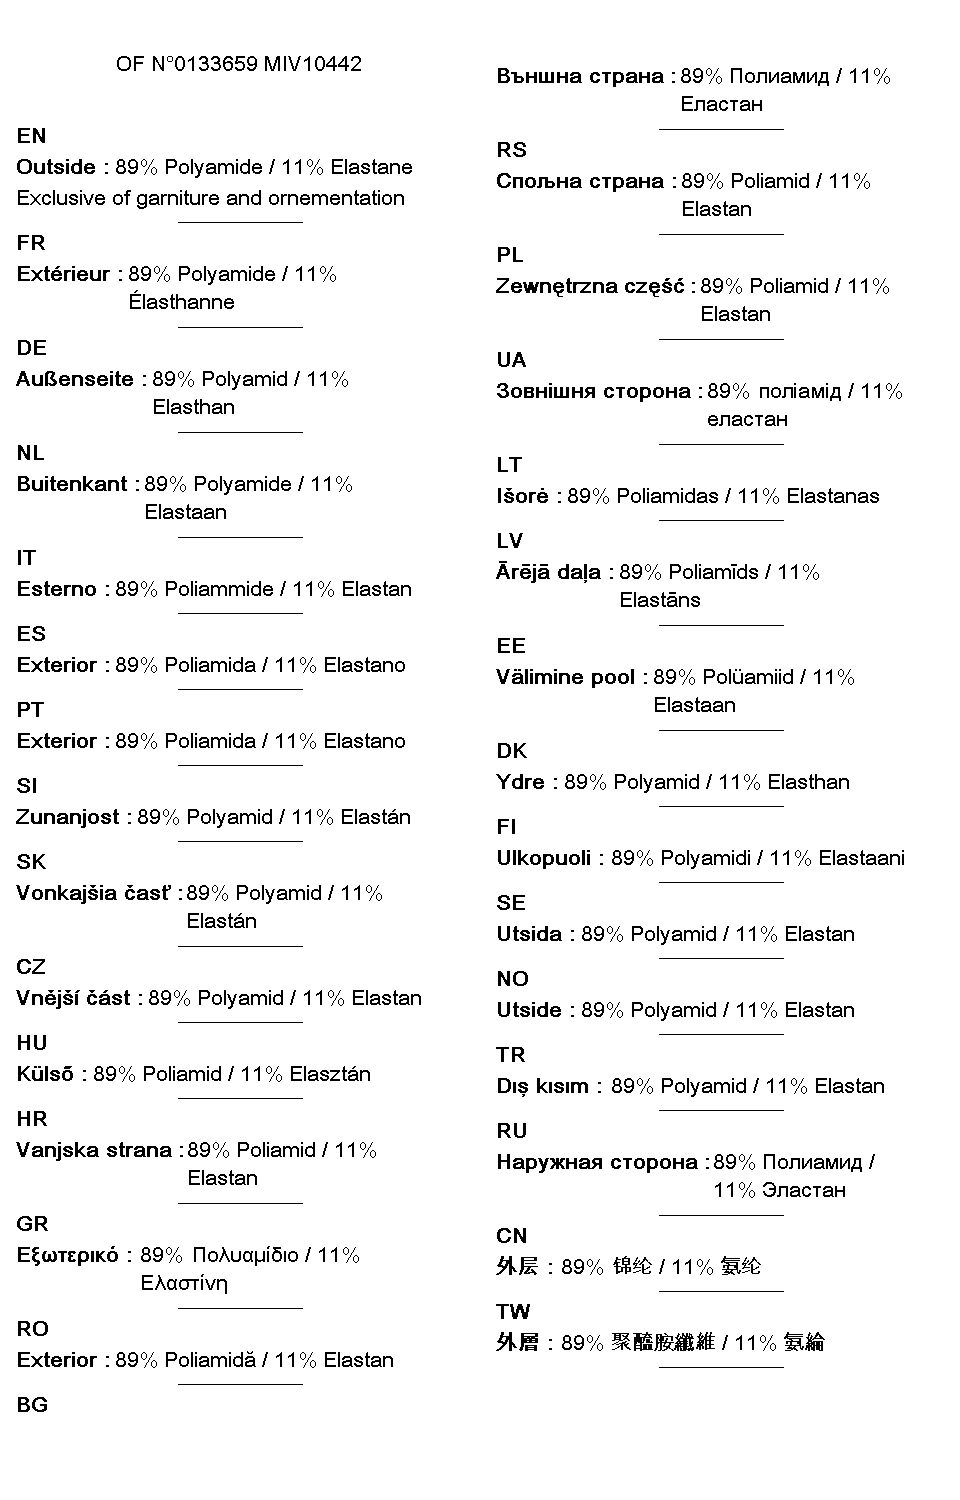 OF N°0133659 MIV10442
EN
Outside : 89% Polyamide / 11% Elastane
Exclusive of garniture and ornementation
FR
Extérieur : 89% Polyamide / 11%
Élasthanne
DE
Außenseite : 89% Polyamid / 11%
Elasthan
NL
Buitenkant : 89% Polyamide / 11%
Elastaan
IT
Esterno : 89% Poliammide / 11% Elastan
ES
Exterior : 89% Poliamida / 11% Elastano
PT
Exterior : 89% Poliamida / 11% Elastano
SI
Zunanjost : 89% Polyamid / 11% Elastán
SK
Vonkajšia časť : 89% Polyamid / 11%
Elastán
CZ
Vnější část : 89% Polyamid / 11% Elastan
HU
Külső : 89% Poliamid / 11% Elasztán
HR
Vanjska strana : 89% Poliamid / 11%
Elastan
GR
Εξωτερικό : 89% Πολυαμίδιο / 11%
Ελαστίνη
RO
Exterior : 89% Poliamidă / 11% Elastan
BG
Външна страна : 89% Полиамид / 11%
Еластан
RS
Спољна страна : 89% Poliamid / 11%
Elastan
PL
Zewnętrzna część : 89% Poliamid / 11%
Elastan
UA
Зовнішня сторона : 89% поліамід / 11%
еластан
LT
Išorė : 89% Poliamidas / 11% Elastanas
LV
Ārējā daļa : 89% Poliamīds / 11%
Elastāns
EE
Välimine pool : 89% Polüamiid / 11%
Elastaan
DK
Ydre : 89% Polyamid / 11% Elasthan
FI
Ulkopuoli : 89% Polyamidi / 11% Elastaani
SE
Utsida : 89% Polyamid / 11% Elastan
NO
Utside : 89% Polyamid / 11% Elastan
TR
Dış kısım : 89% Polyamid / 11% Elastan
RU
Наружная сторона : 89% Полиамид /
11% Эластан
CN
外层 : 89% 锦纶 / 11% 氨纶
TW
外層 : 89% 聚醯胺纖維 / 11% 氨綸